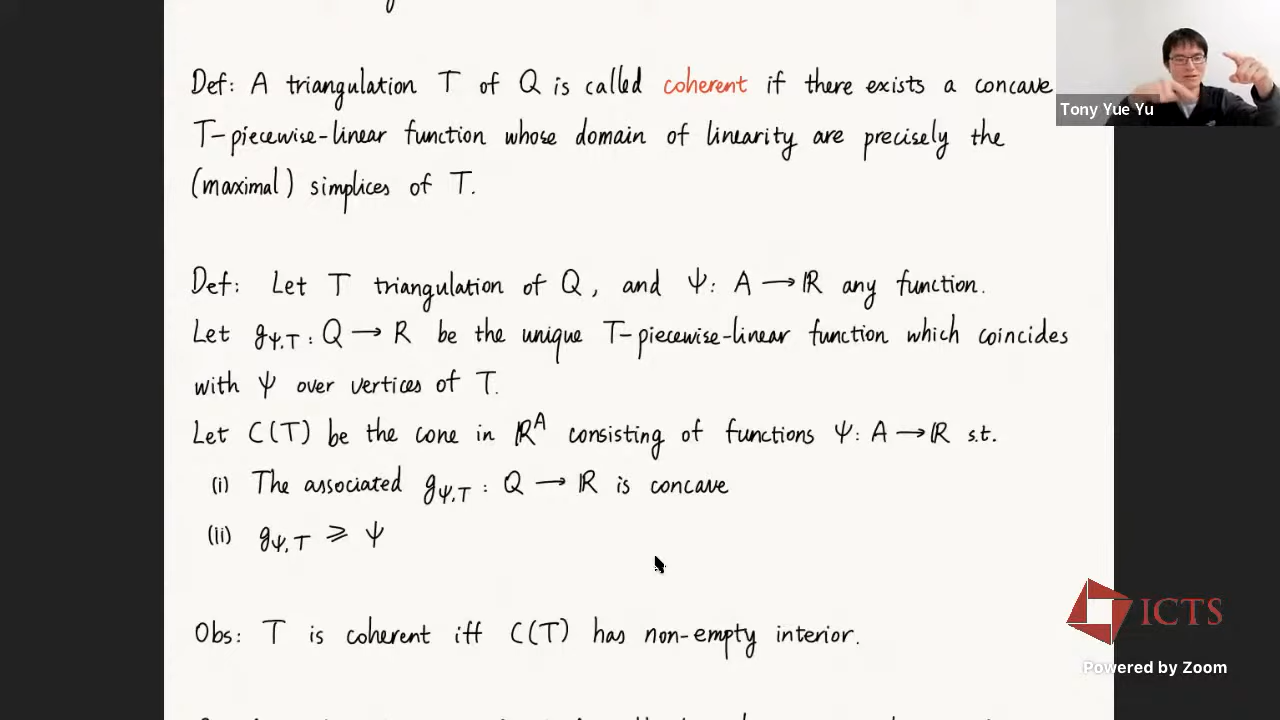 Def: A triangulation T of Q is called coherent if there exists a concave
T-piecewise-linear function whose domain of linearity are precisely the
(maximal) simplices of T.
Def: Let T triangulation of Q, and Ψ: A → ℝ any function.
Let g_{Ψ,T}: Q → ℝ be the unique T-piecewise-linear function which coincides
with Ψ over vertices of T.
Let C(T) be the cone in ℝ^A consisting of functions Ψ: A → ℝ s.t.
(i) The associated g_{Ψ,T}: Q → ℝ is concave
(ii) g_{Ψ,T} ⩾ Ψ
Obs: T is coherent iff C(T) has non-empty interior.
Tony Yue Yu
ICTS
Powered by Zoom